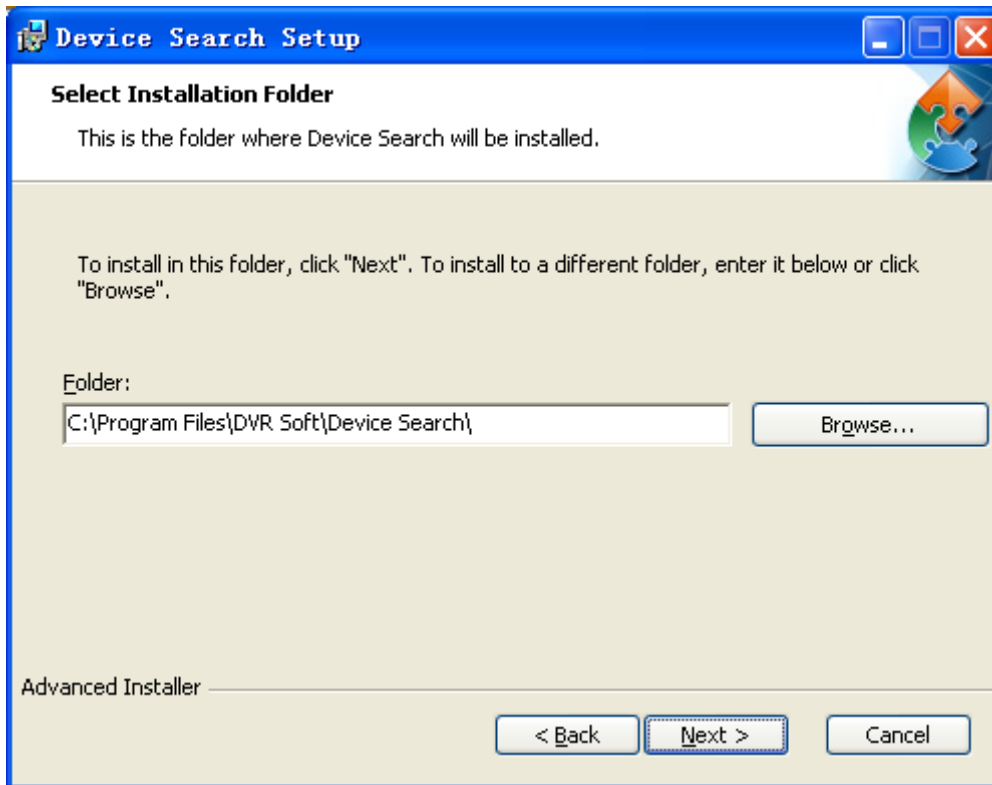 Device Search Setup
Select Installation Folder
This is the folder where Device Search will be installed.
To install in this folder, click "Next". To install to a different folder, enter it below or click
"Browse".
Folder:
C:\Program Files\DVR Soft\Device Search\
Browse...
Advanced Installer
< Back
Next >
Cancel